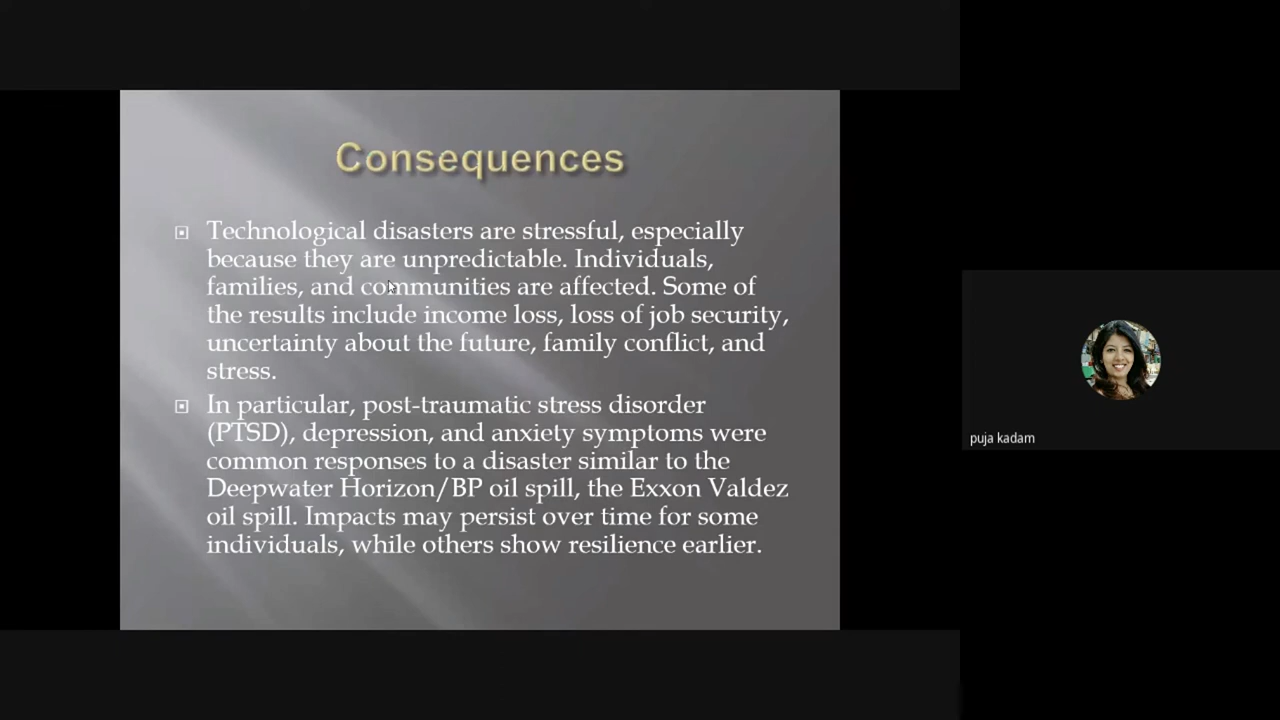 Consequences
Technological disasters are stressful, especially
because they are unpredictable. Individuals,
families, and communities are affected. Some of
the results include income loss, loss of job security,
uncertainty about the future, family conflict, and
stress.
In particular, post-traumatic stress disorder
(PTSD), depression, and anxiety symptoms were
common responses to a disaster similar to the
Deepwater Horizon/BP oil spill, the Exxon Valdez
oil spill. Impacts may persist over time for some
individuals, while others show resilience earlier.
puja kadam